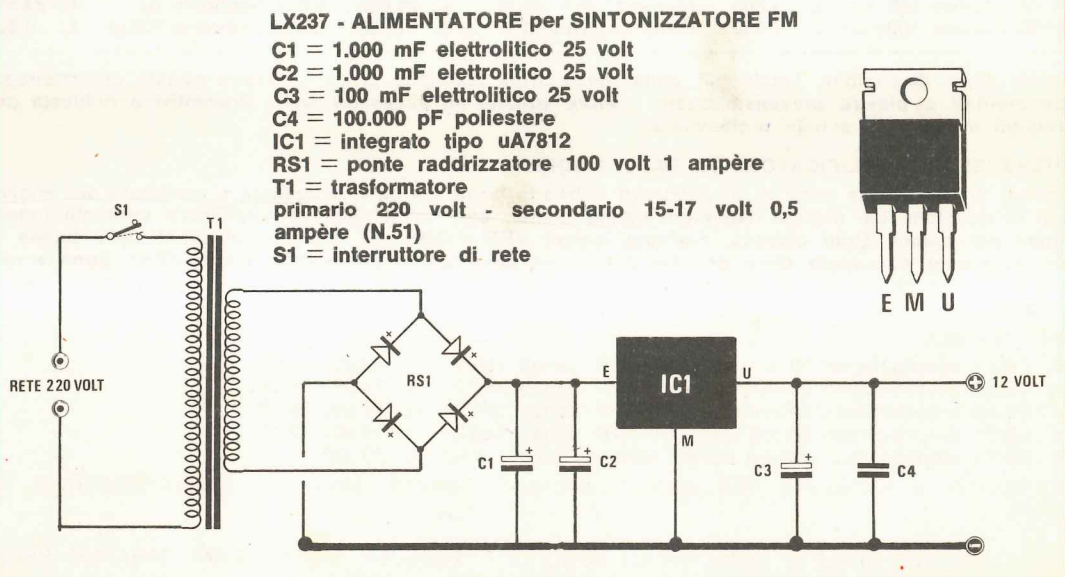 LX237 - ALIMENTATORE per SINTONIZZATORE FM
C1 = 1.000 mF elettrolitico 25 volt
C2 = 1.000 mF elettrolitico 25 volt
C3 = 100 mF elettrolitico 25 volt
C4 = 100.000 pF poliestere
IC1 = integrato tipo uA7812
RS1 = ponte raddrizzatore 100 volt 1 ampère
T1 = trasformatore
primario 220 volt secondario 15-17 volt 0,5
ampère (N.51)
S1 = interruttore di rete
E M U
S1
T1
RETE 220 VOLT
RS1
E
IC1
U
M
12 VOLT
C1
+
C2
+
C3
+
C4